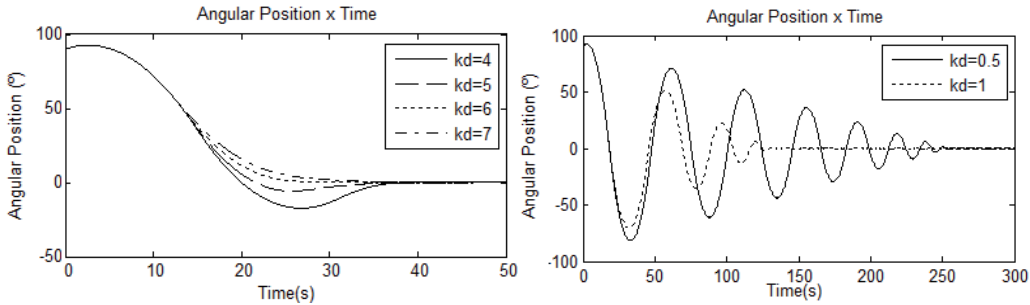 Angular Position x Time
100
50
0
-50
Angular Position (º)
0 10 20 30 40 50
Time(s)
kd=4
kd=5
kd=6
kd=7
Angular Position x Time
100
50
0
-50
-100
Angular Position (º)
0 50 100 150 200 250 300
Time(s)
kd=0.5
kd=1